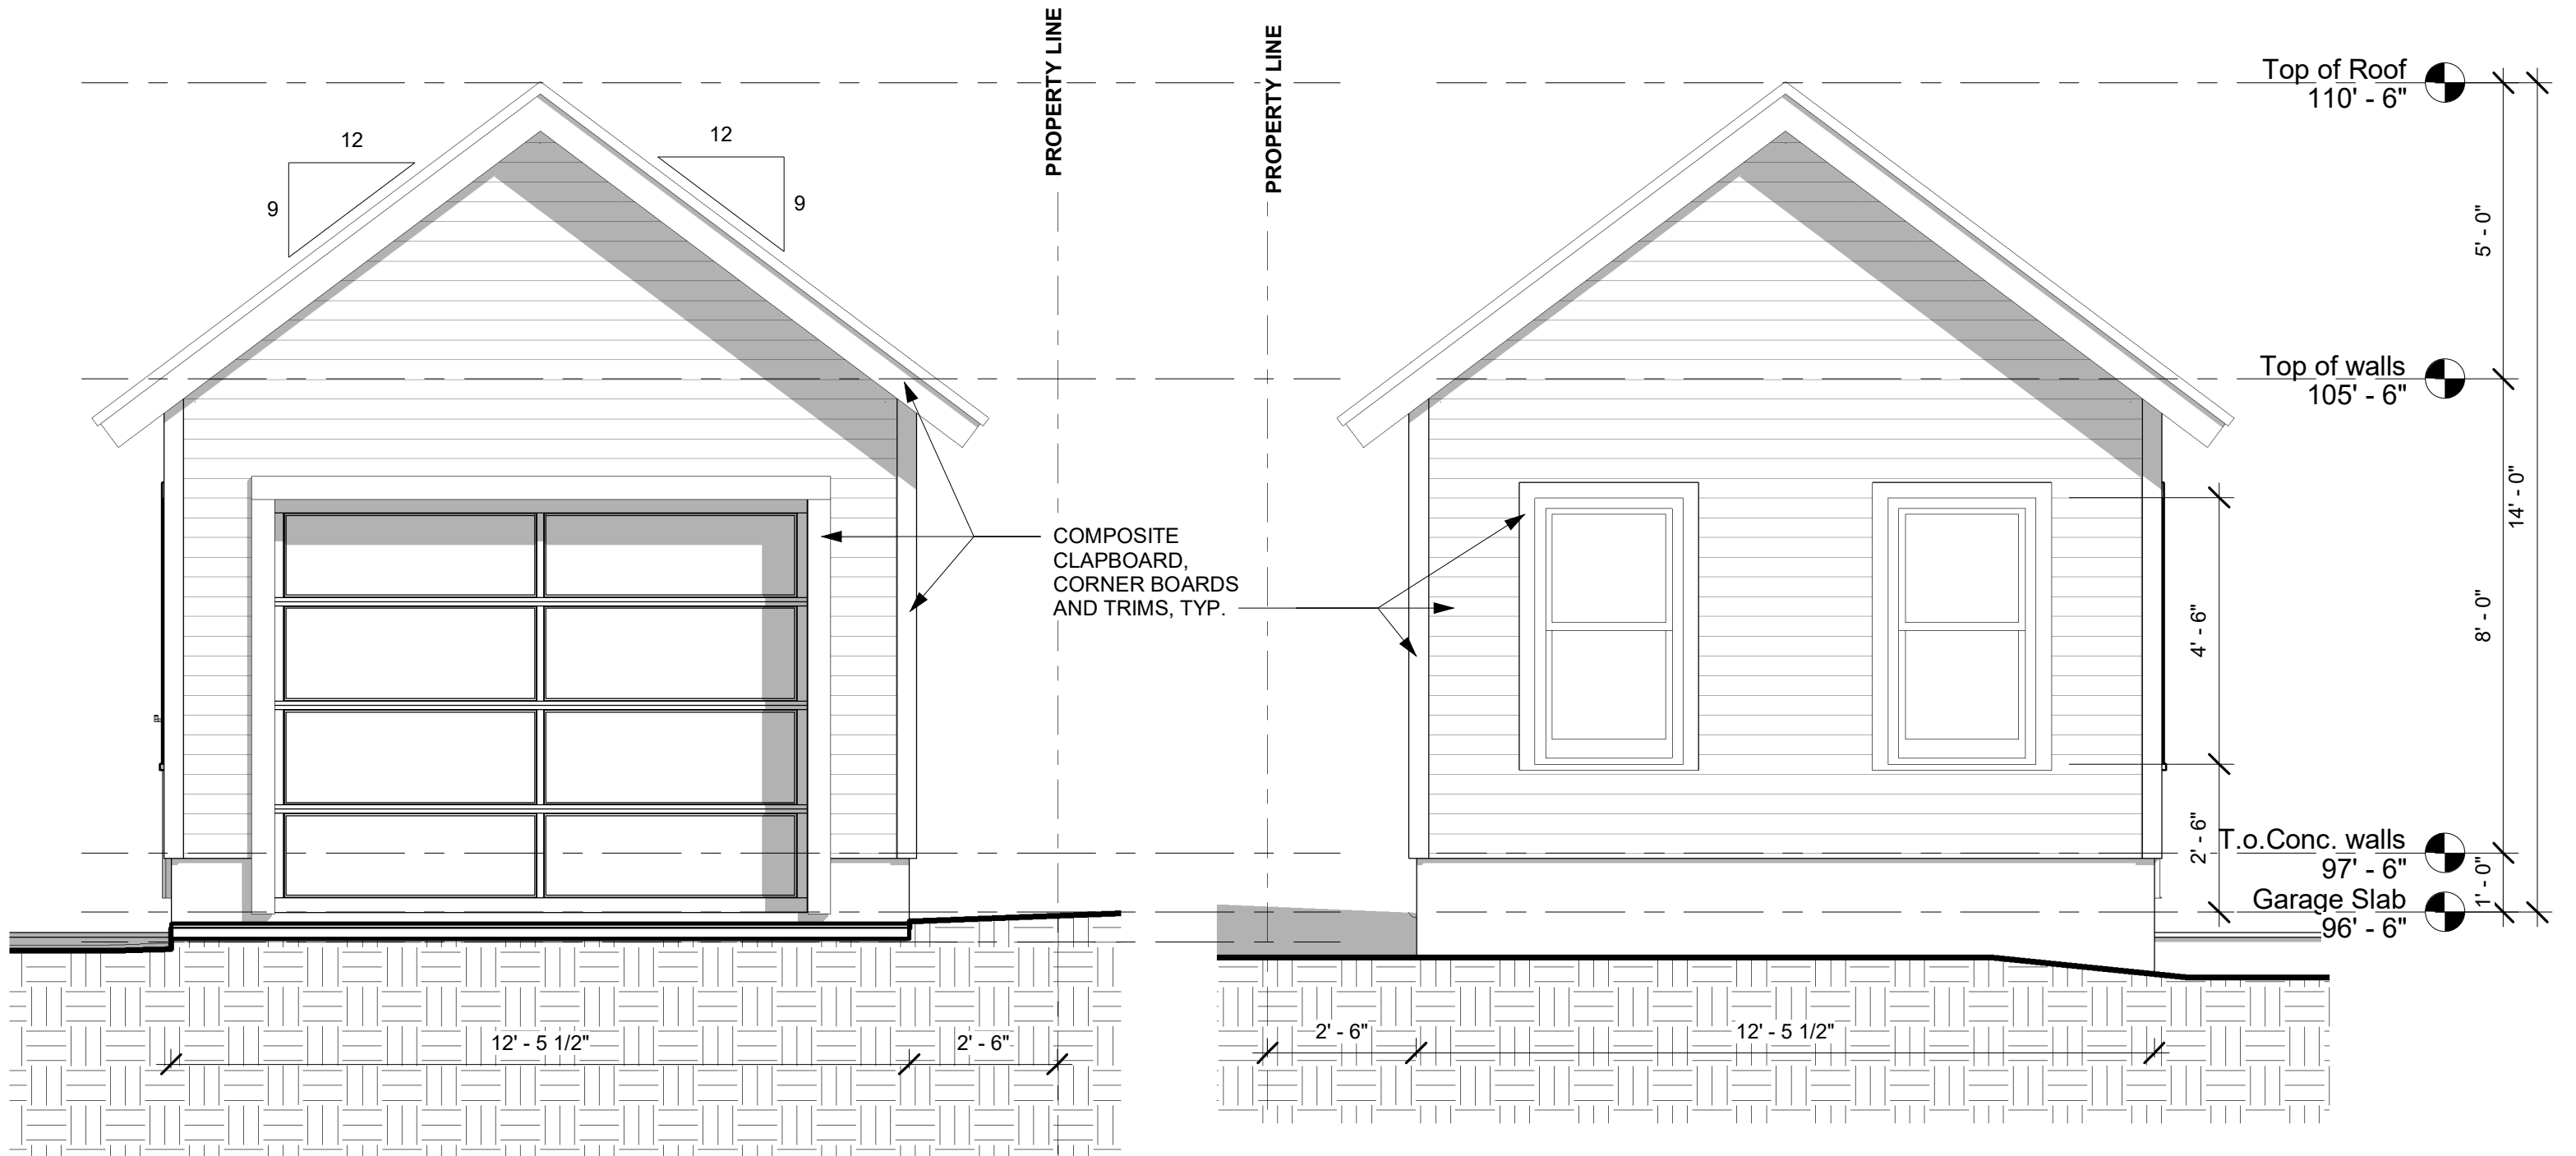 PROPERTY LINE
PROPERTY LINE
Top of Roof
110' - 6"
12
9
12
9
5' - 0"
Top of walls
105' - 6"
14' - 0"
COMPOSITE
CLAPBOARD,
CORNER BOARDS
AND TRIMS, TYP.
4' - 6"
8' - 0"
2' - 6"
T.o.Conc. walls
97' - 6"
1' - 0"
Garage Slab
96' - 6"
12' - 5 1/2"
2' - 6"
2' - 6"
12' - 5 1/2"